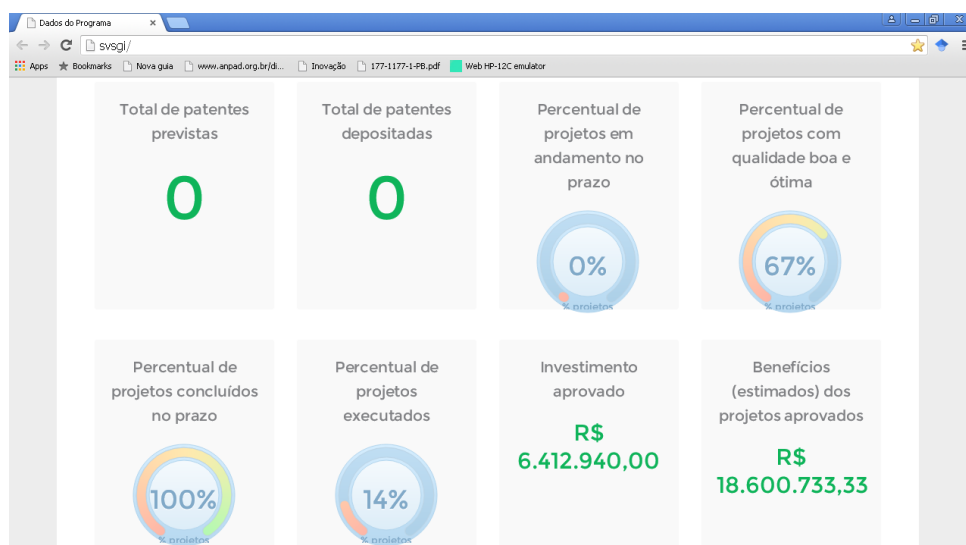 Dados do Programa
svsgi/
Apps Bookmarks Nova guia www.anpad.org.br/di... Inovação 177-1177-1-PB.pdf Web HP-12C emulator
Total de patentes
previstas
0
Total de patentes
depositadas
0
Percentual de
projetos em
andamento no
prazo
0%
% projetos
Percentual de
projetos com
qualidade boa e
ótima
67%
% projetos
Percentual de
projetos concluídos
no prazo
100%
% projetos
Percentual de
projetos
executados
14%
% projetos
Investimento
aprovado
R$
6.412.940,00
Benefícios
(estimados) dos
projetos aprovados
R$
18.600.733,33